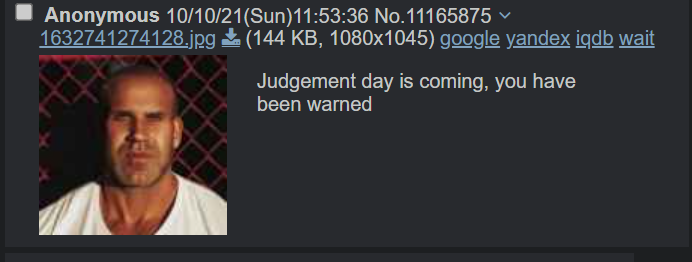 Anonymous 10/10/21(Sun)11:53:36 No.11165875
1632741274128.jpg (144 KB, 1080x1045) google yandex iqdb wait
Judgement day is coming, you have
been warned